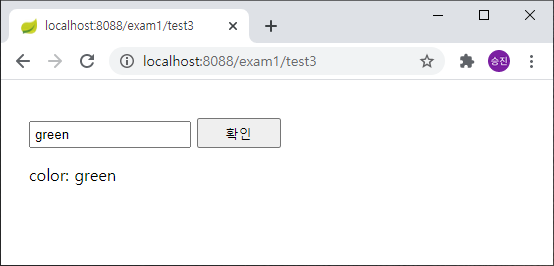 localhost:8088/exam1/test3
localhost:8088/exam1/test3
승진
green
확인
color: green